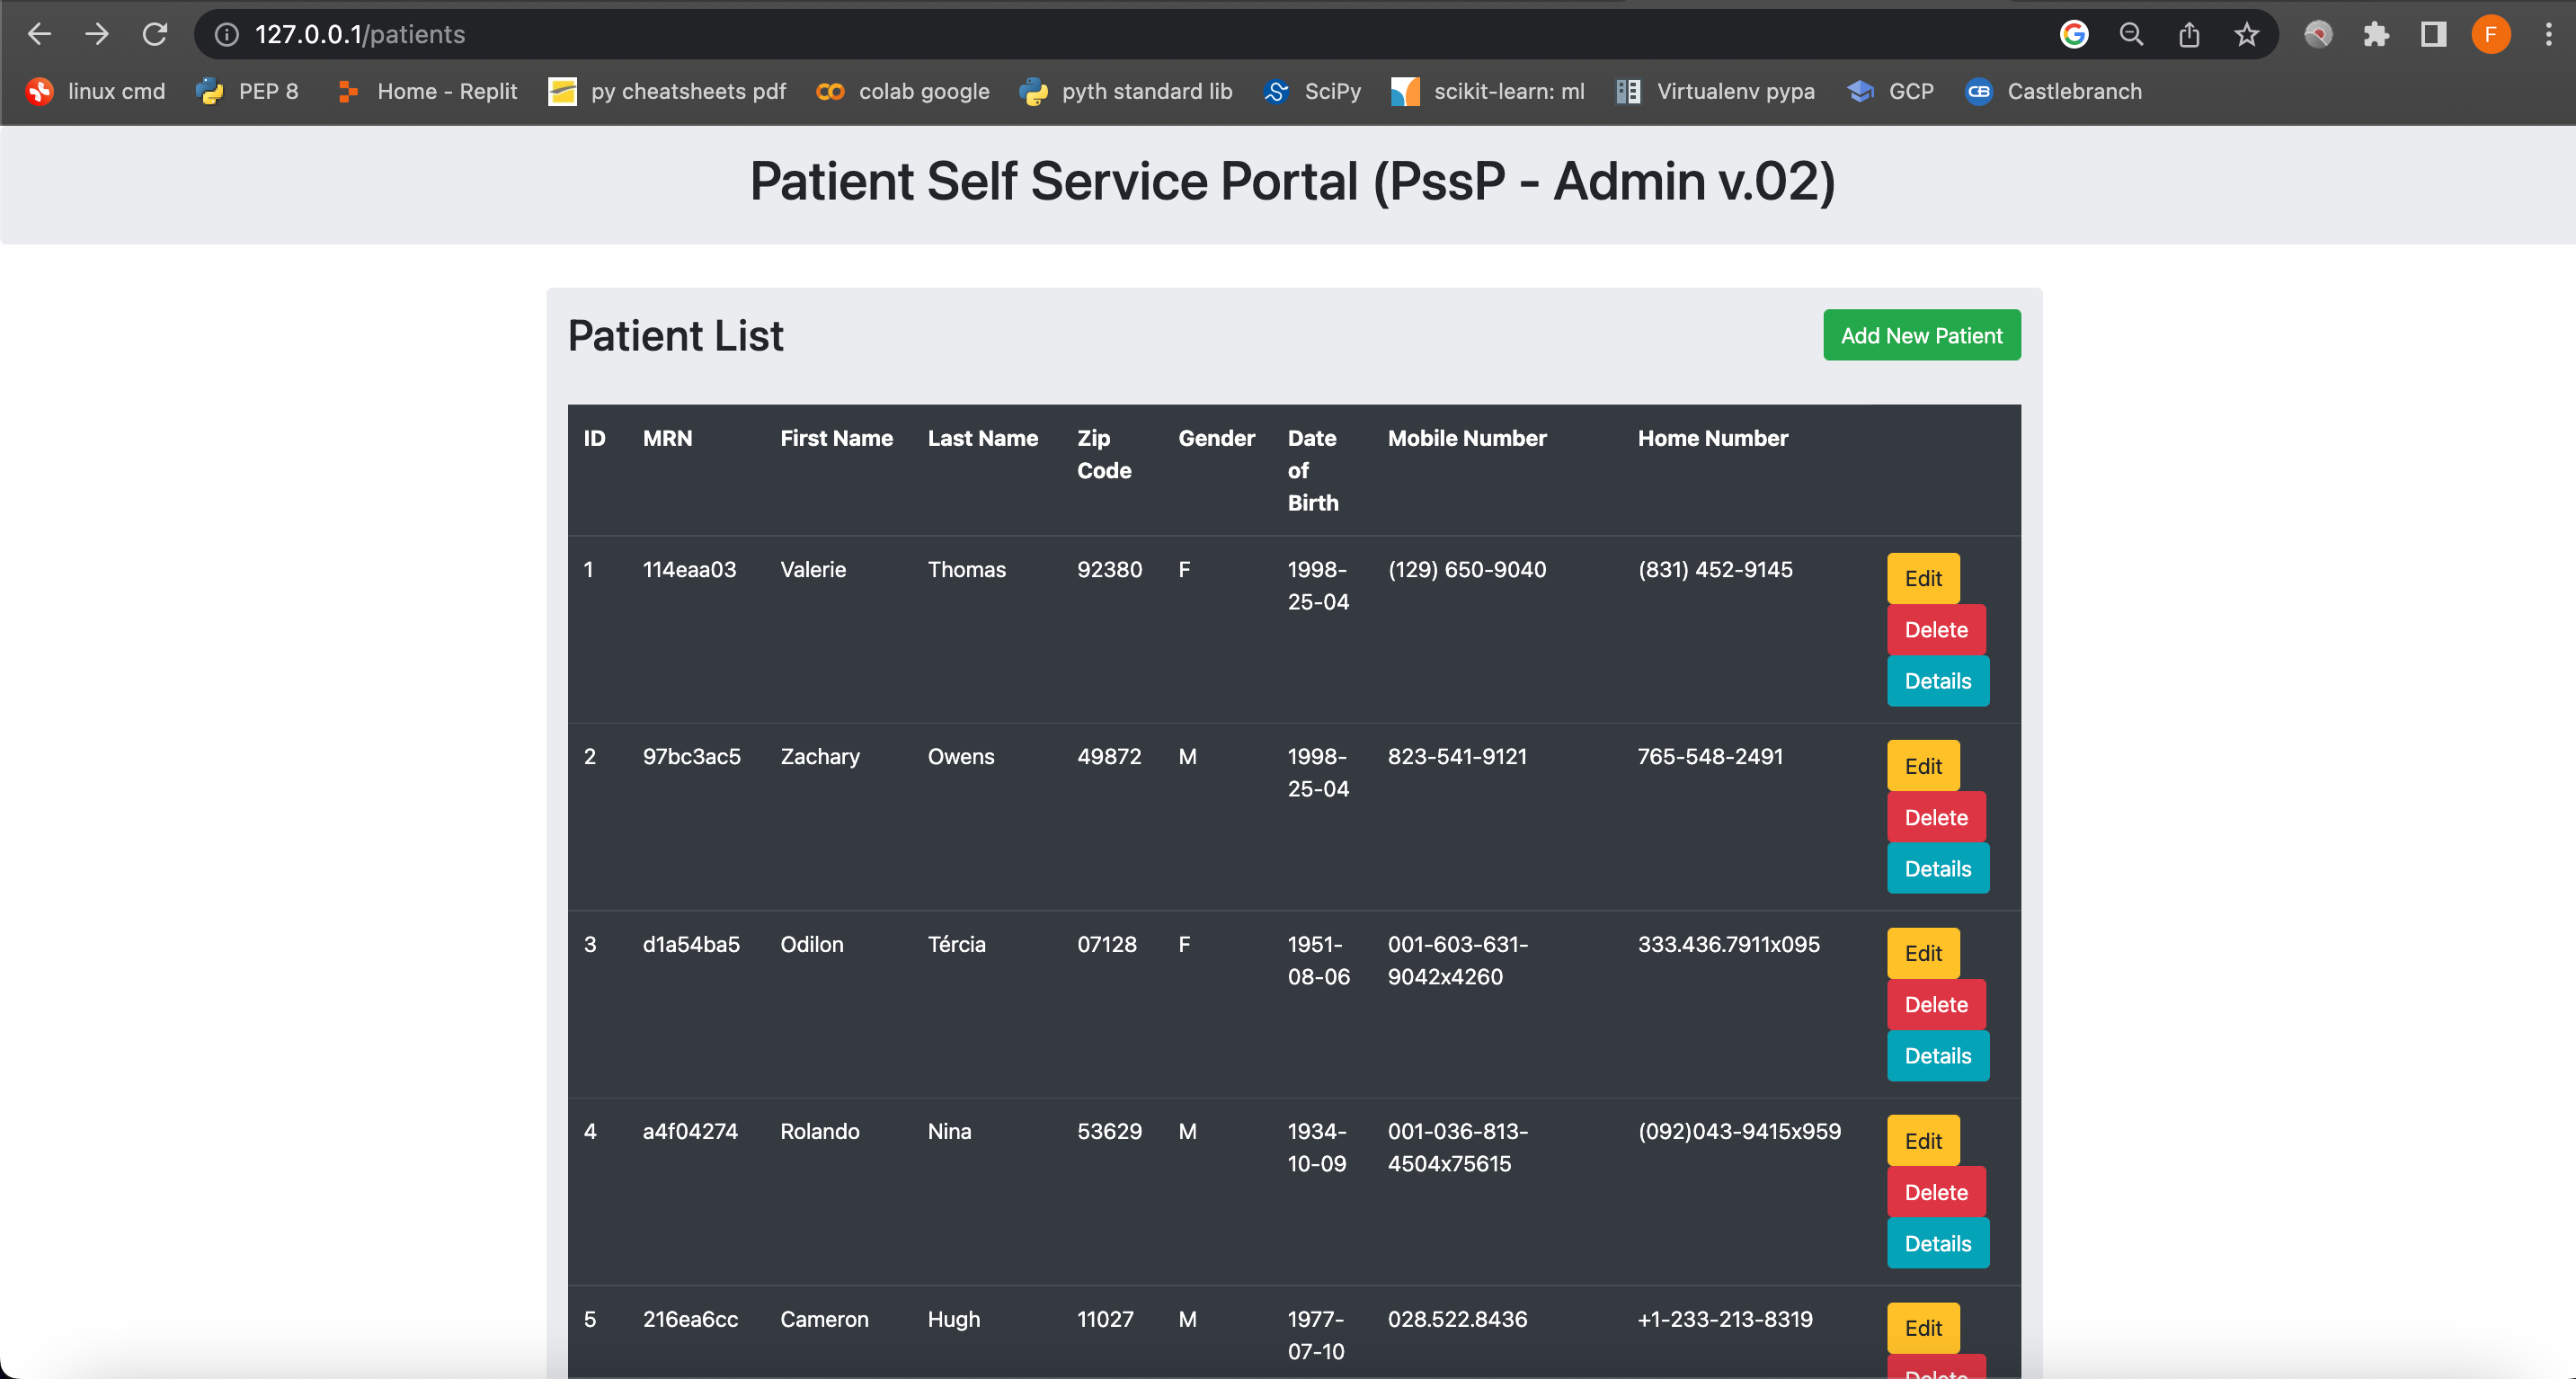 127.0.0.1/patients
F
linux cmd PEP 8 Home - Replit py cheatsheets pdf colab google pyth standard lib SciPy scikit-learn: ml Virtualenv pypa GCP CB Castlebranch
Patient Self Service Portal (PssP - Admin v.02)
Patient List
Add New Patient
ID MRN First Name Last Name Zip Gender Date Mobile Number Home Number
Code of
Birth
1 114eaa03 Valerie Thomas 92380 F 1998- (129) 650-9040 (831) 452-9145 Edit
25-04
Delete
Details
2 97bc3ac5 Zachary Owens 49872 M 1998- 823-541-9121 765-548-2491 Edit
25-04
Delete
Details
3 d1a54ba5 Odilon Tércia 07128 F 1951- 001-603-631- 333.436.7911x095 Edit
08-06 9042x4260
Delete
Details
4 a4f04274 Rolando Nina 53629 M 1934- 001-036-813- (092)043-9415x959 Edit
10-09 4504x75615
Delete
Details
5 216ea6cc Cameron Hugh 11027 M 1977- 028.522.8436 +1-233-213-8319 Edit
07-10
Delete